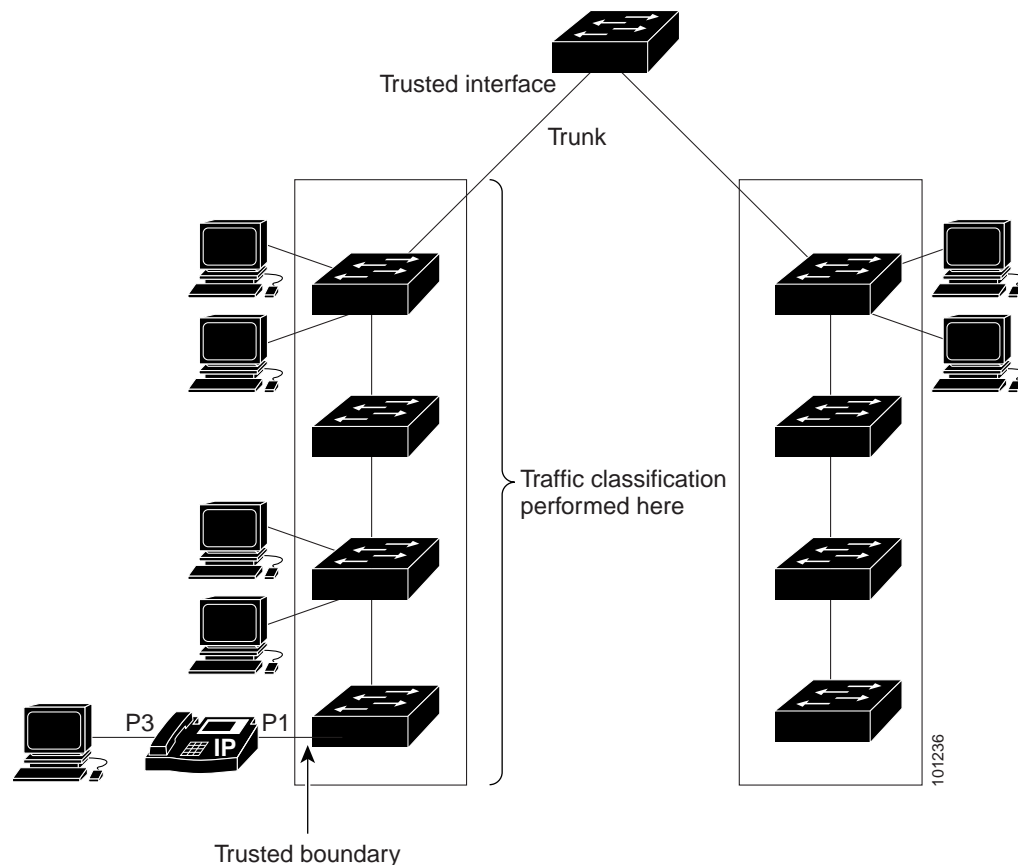 Trusted interface
Trunk
Traffic classification
performed here
P3
IP
P1
101236
Trusted boundary